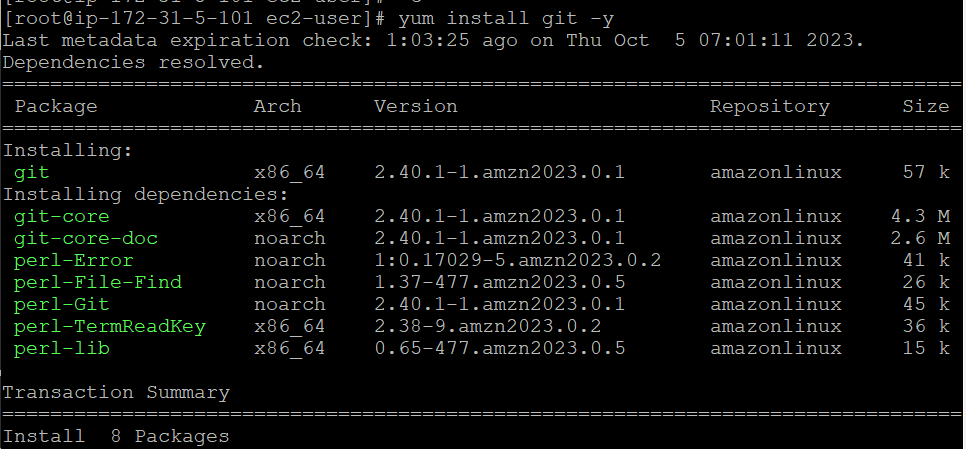 [root@ip-172-31-5-101 ec2-user]# yum install git -y
Last metadata expiration check: 1:03:25 ago on Thu Oct  5 07:01:11 2023.
Dependencies resolved.
================================================================================
 Package             Arch      Version                     Repository      Size
================================================================================
Installing:
 git                 x86_64    2.40.1-1.amzn2023.0.1       amazonlinux     57 k
Installing dependencies:
 git-core            x86_64    2.40.1-1.amzn2023.0.1       amazonlinux    4.3 M
 git-core-doc        noarch    2.40.1-1.amzn2023.0.1       amazonlinux    2.6 M
 perl-Error          noarch    1:0.17029-5.amzn2023.0.2    amazonlinux     41 k
 perl-File-Find      noarch    1.37-477.amzn2023.0.5       amazonlinux     26 k
 perl-Git            noarch    2.40.1-1.amzn2023.0.1       amazonlinux     45 k
 perl-TermReadKey    x86_64    2.38-9.amzn2023.0.2         amazonlinux     36 k
 perl-lib            x86_64    0.65-477.amzn2023.0.5       amazonlinux     15 k
Transaction Summary
================================================================================
Install  8 Packages